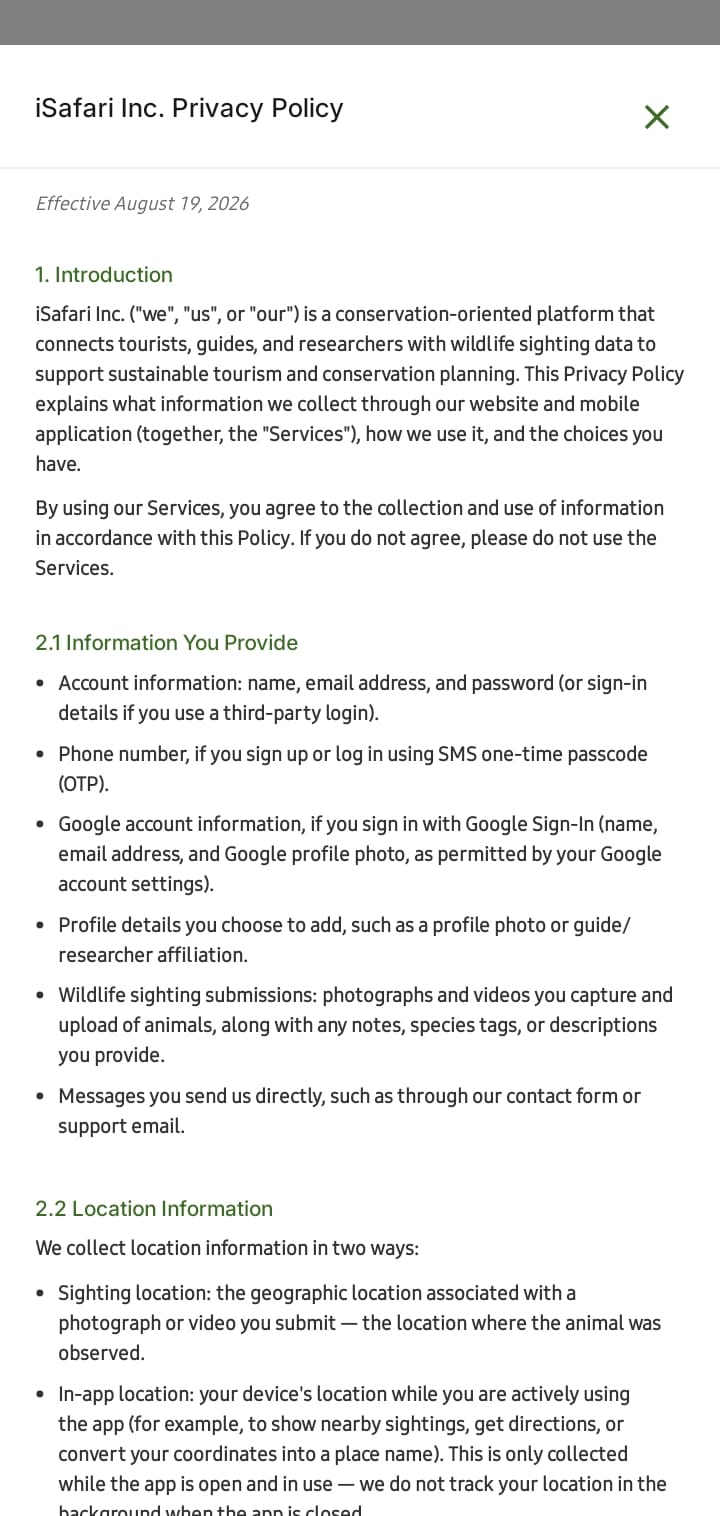 iSafari Inc. Privacy Policy
Effective August 19, 2026
1. Introduction
iSafari Inc. ("we", "us", or "our") is a conservation-oriented platform that
connects tourists, guides, and researchers with wildlife sighting data to
support sustainable tourism and conservation planning. This Privacy Policy
explains what information we collect through our website and mobile
application (together, the "Services"), how we use it, and the choices you
have.
By using our Services, you agree to the collection and use of information
in accordance with this Policy. If you do not agree, please do not use the
Services.
2.1 Information You Provide
• Account information: name, email address, and password (or sign-in
details if you use a third-party login).
• Phone number, if you sign up or log in using SMS one-time passcode
(OTP).
• Google account information, if you sign in with Google Sign-In (name,
email address, and Google profile photo, as permitted by your Google
account settings).
• Profile details you choose to add, such as a profile photo or guide/
researcher affiliation.
• Wildlife sighting submissions: photographs and videos you capture and
upload of animals, along with any notes, species tags, or descriptions
you provide.
• Messages you send us directly, such as through our contact form or
support email.
2.2 Location Information
We collect location information in two ways:
• Sighting location: the geographic location associated with a
photograph or video you submit — the location where the animal was
observed.
• In-app location: your device's location while you are actively using
the app (for example, to show nearby sightings, get directions, or
convert your coordinates into a place name). This is only collected
while the app is open and in use — we do not track your location in the
background when the app is closed.